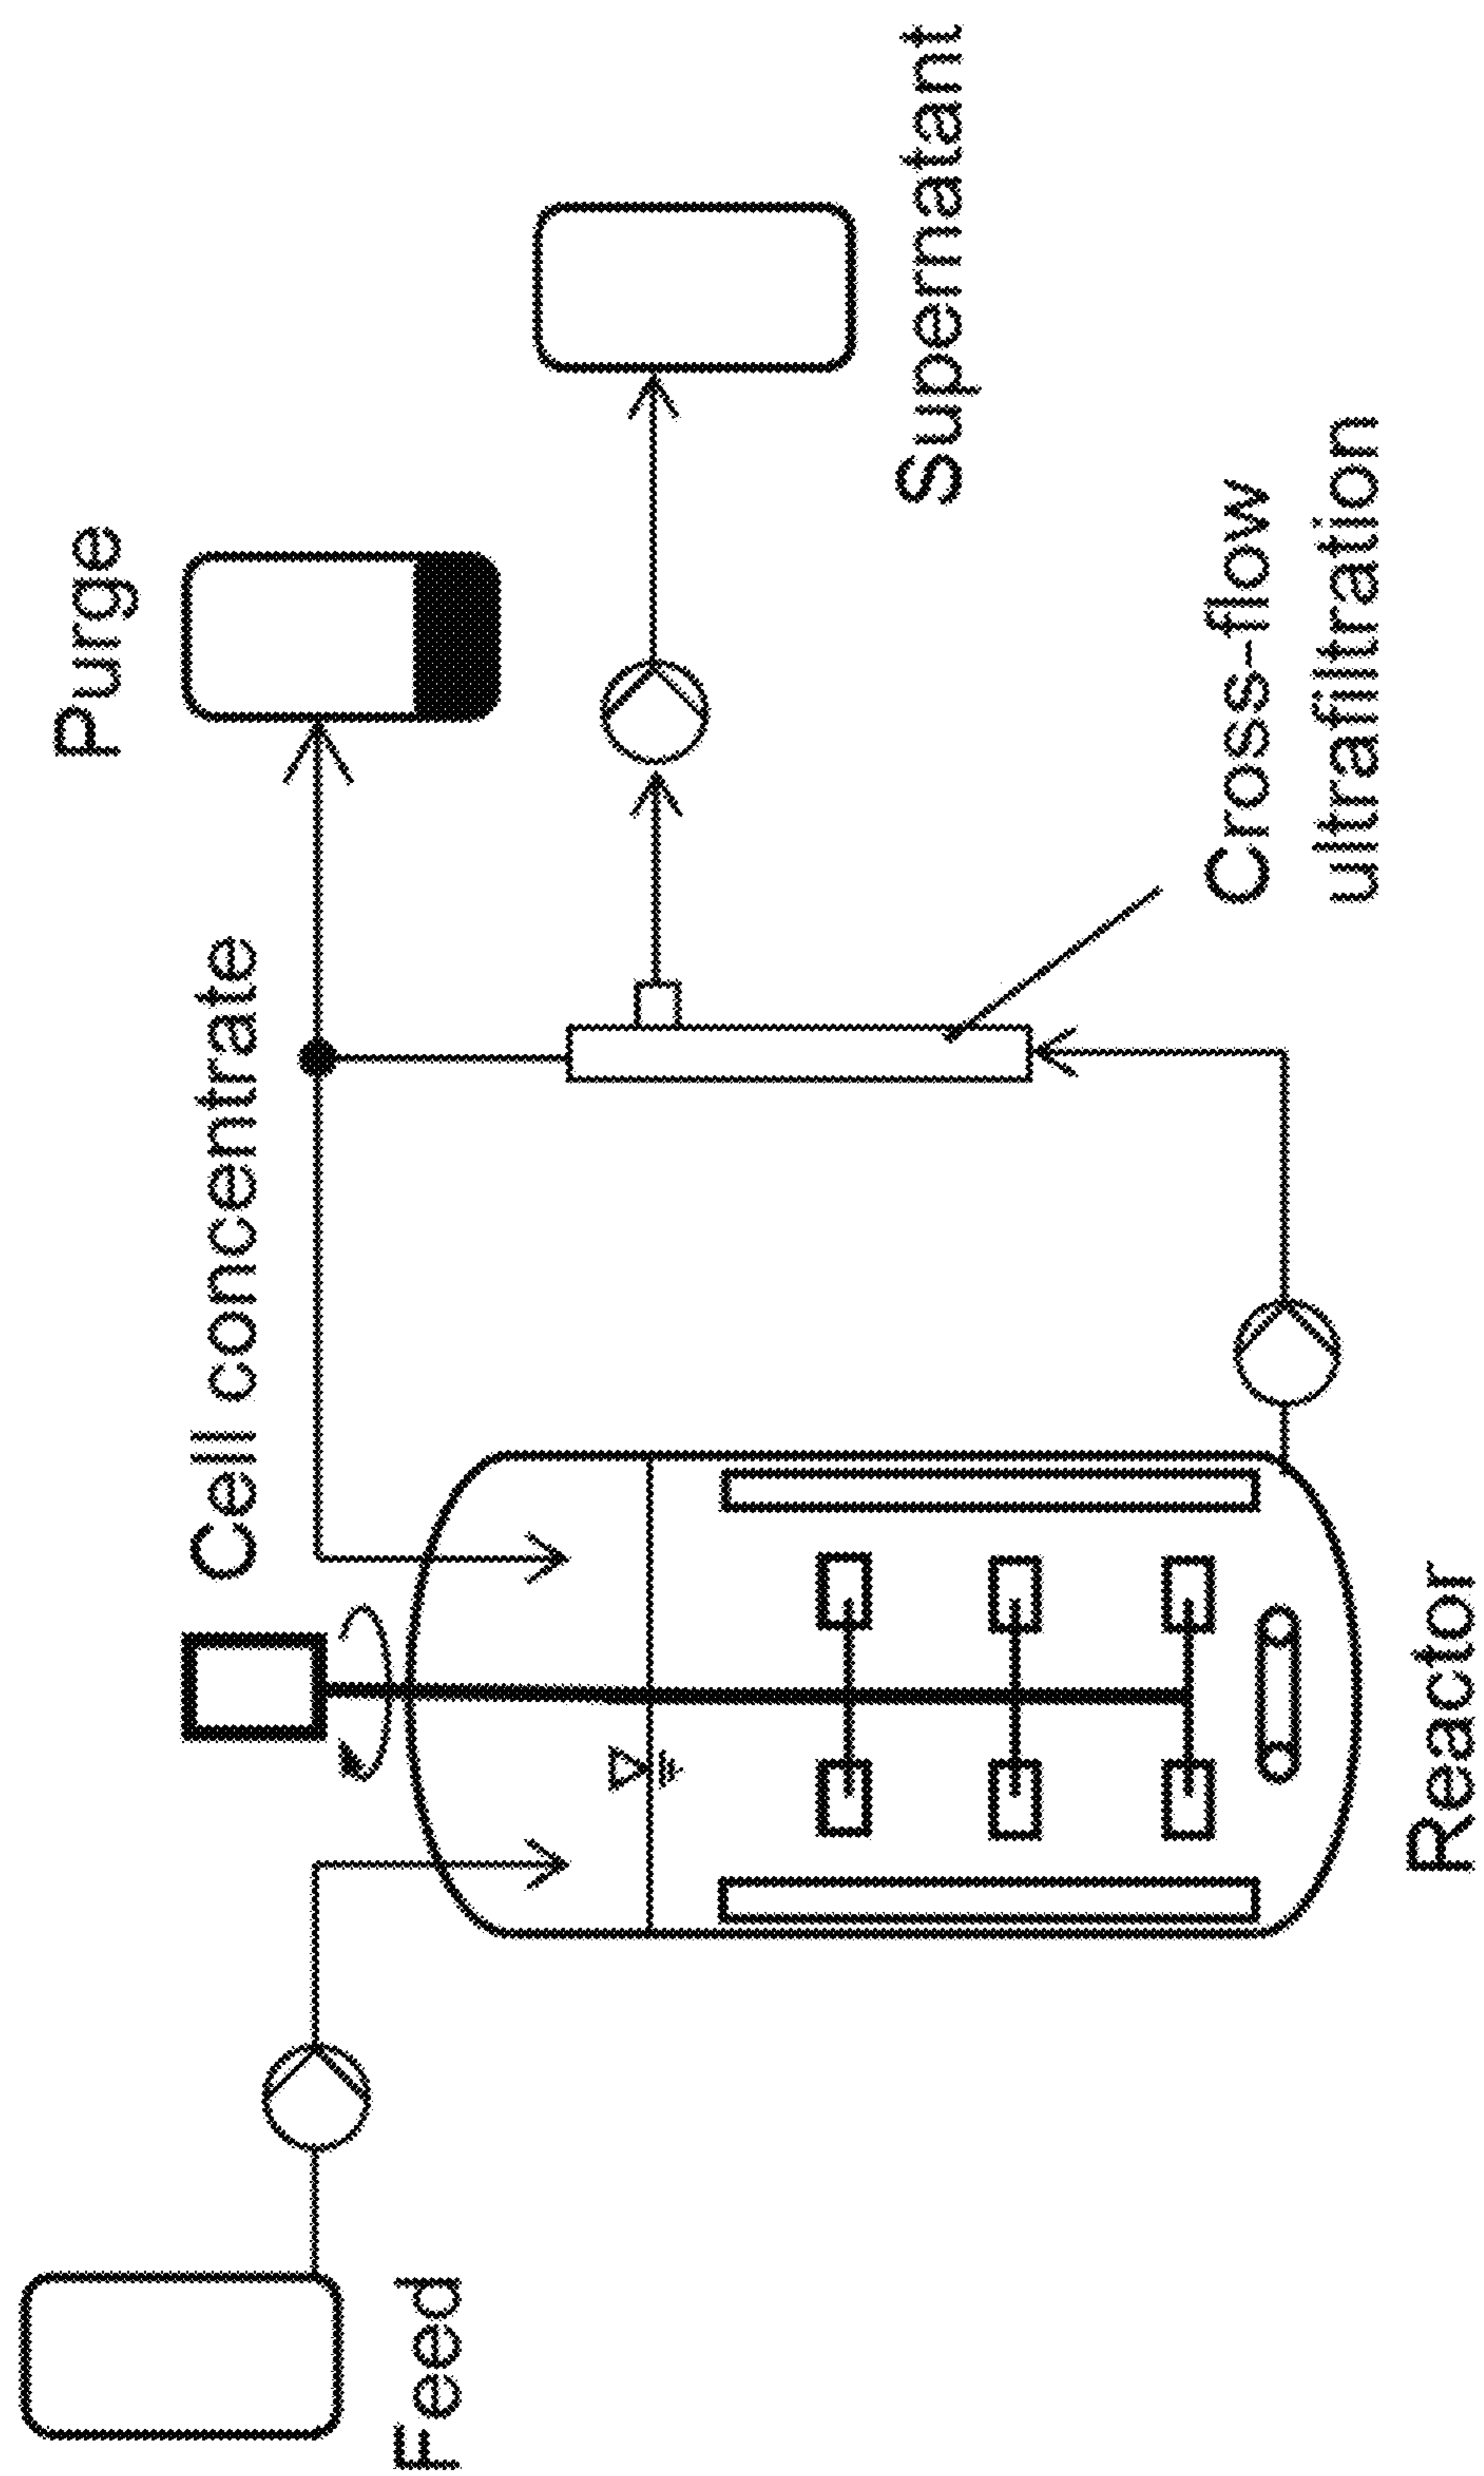 Purge
Cell concentrate
Supernatant
Cross-flow
ultrafiltration
Feed
Reactor